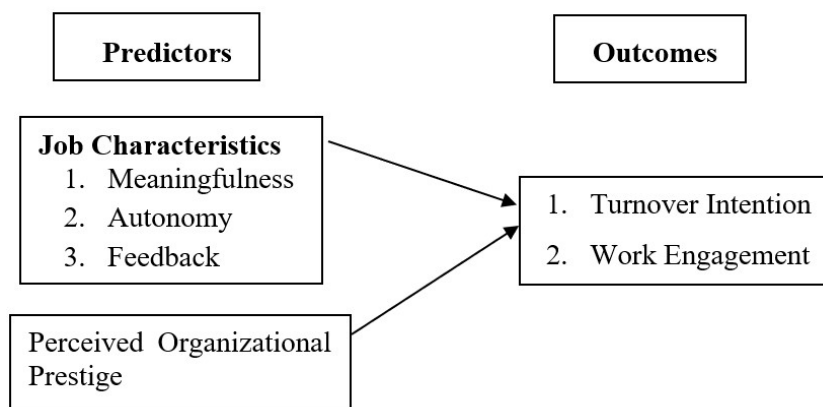 Predictors
Outcomes
Job Characteristics
1. Meaningfulness
2. Autonomy
3. Feedback
1. Turnover Intention
2. Work Engagement
Perceived Organizational
Prestige